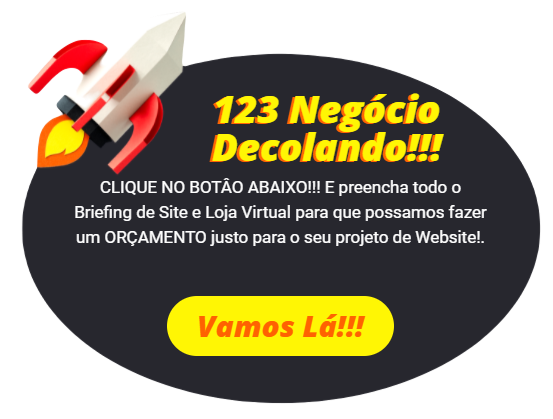 123 Negócio
Decolando!!!
CLIQUE NO BOTÂO ABAIXO!!! E preencha todo o
Briefing de Site e Loja Virtual para que possamos fazer
um ORÇAMENTO justo para o seu projeto de Website!.
Vamos Lá!!!